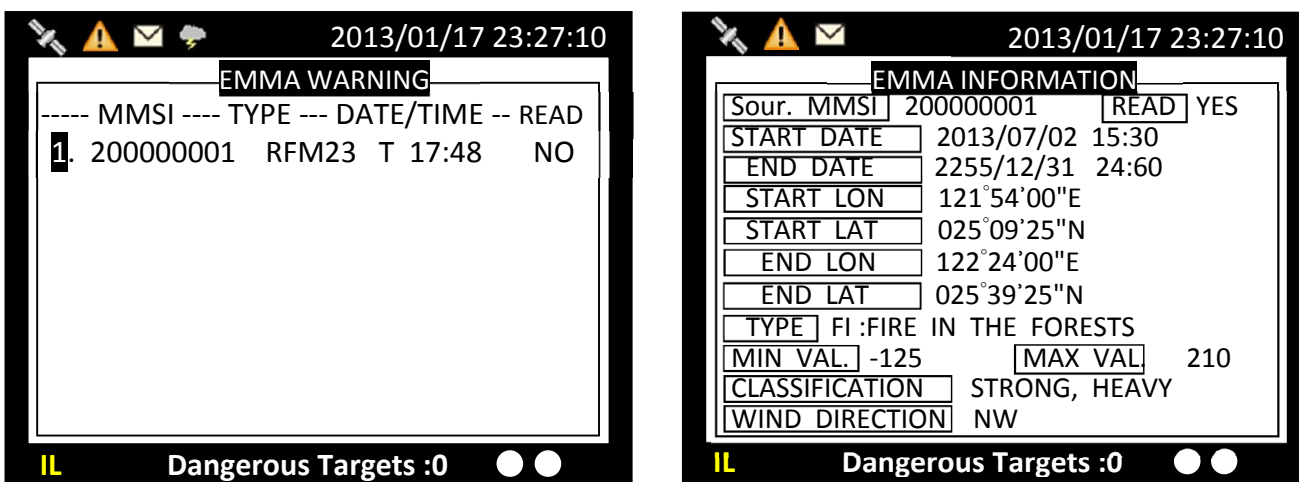 2013/01/17 23:27:10
EMMA WARNING
----- MMSI ---- TYPE --- DATE/TIME -- READ
1. 200000001 RFM23 T 17:48 NO
IL Dangerous Targets :0
2013/01/17 23:27:10
EMMA INFORMATION
Sour. MMSI 200000001 READ YES
START DATE 2013/07/02 15:30
END DATE 2255/12/31 24:60
START LON 121°54'00"E
START LAT 025°09'25"N
END LON 122°24'00"E
END LAT 025°39'25"N
TYPE FI :FIRE IN THE FORESTS
MIN VAL. -125 MAX VAL. 210
CLASSIFICATION STRONG, HEAVY
WIND DIRECTION NW
IL Dangerous Targets :0